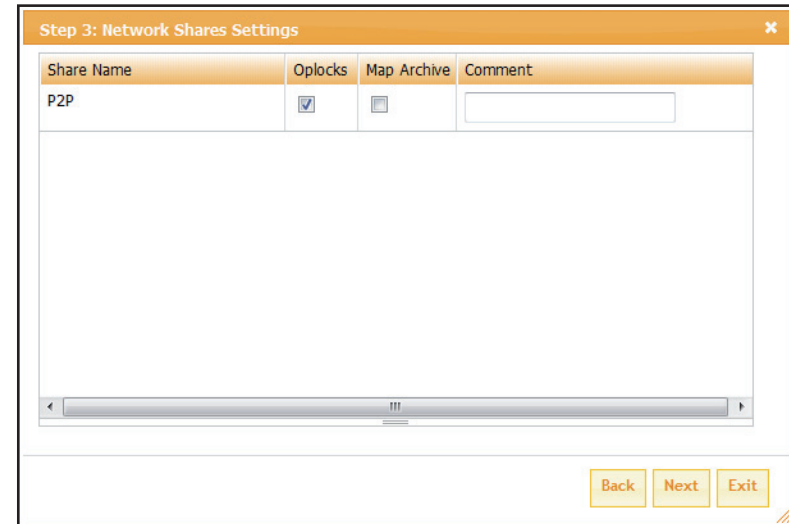 Step 3: Network Shares Settings
Share Name Oplocks Map Archive Comment
P2P
Back Next Exit